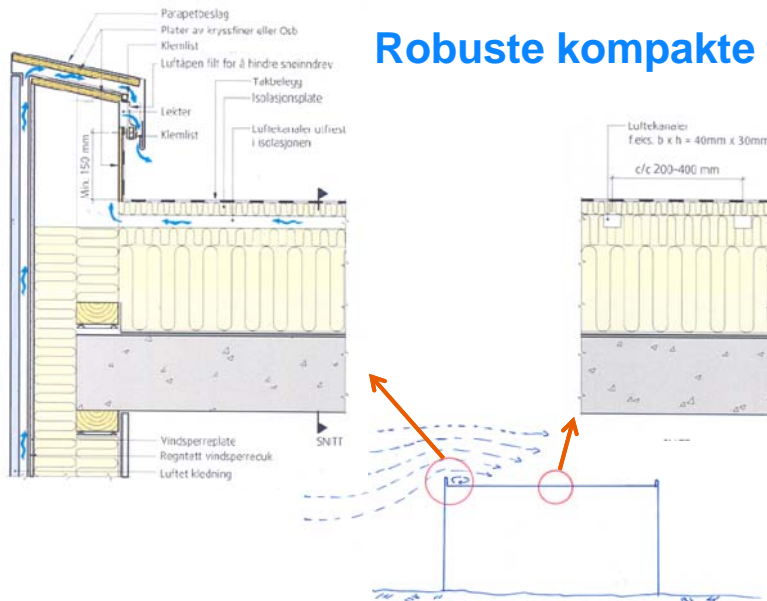 Robuste kompakte
Parapetbeslag
Plater av kryssfiner eller Osb
Klemlist
Luftåpen filt for å hindre snøinndrev
Takbelegg
Isolasjonsplate
Lekter
Luftekanaler utfrest
i isolasjonen
Klemlist
Min. 150 mm
Luftekanaler
f.eks. b x h = 40mm x 30mm
c/c 200-400 mm
SNITT
Vindsperreplate
Regntett vindsperreduk
Luftet kledning